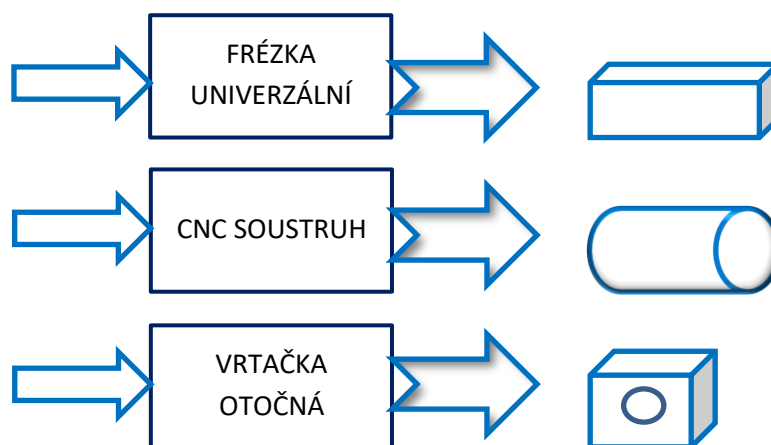 FRÉZKA
UNIVERZÁLNÍ
CNC SOUSTRUH
VRTAČKA
OTOČNÁ